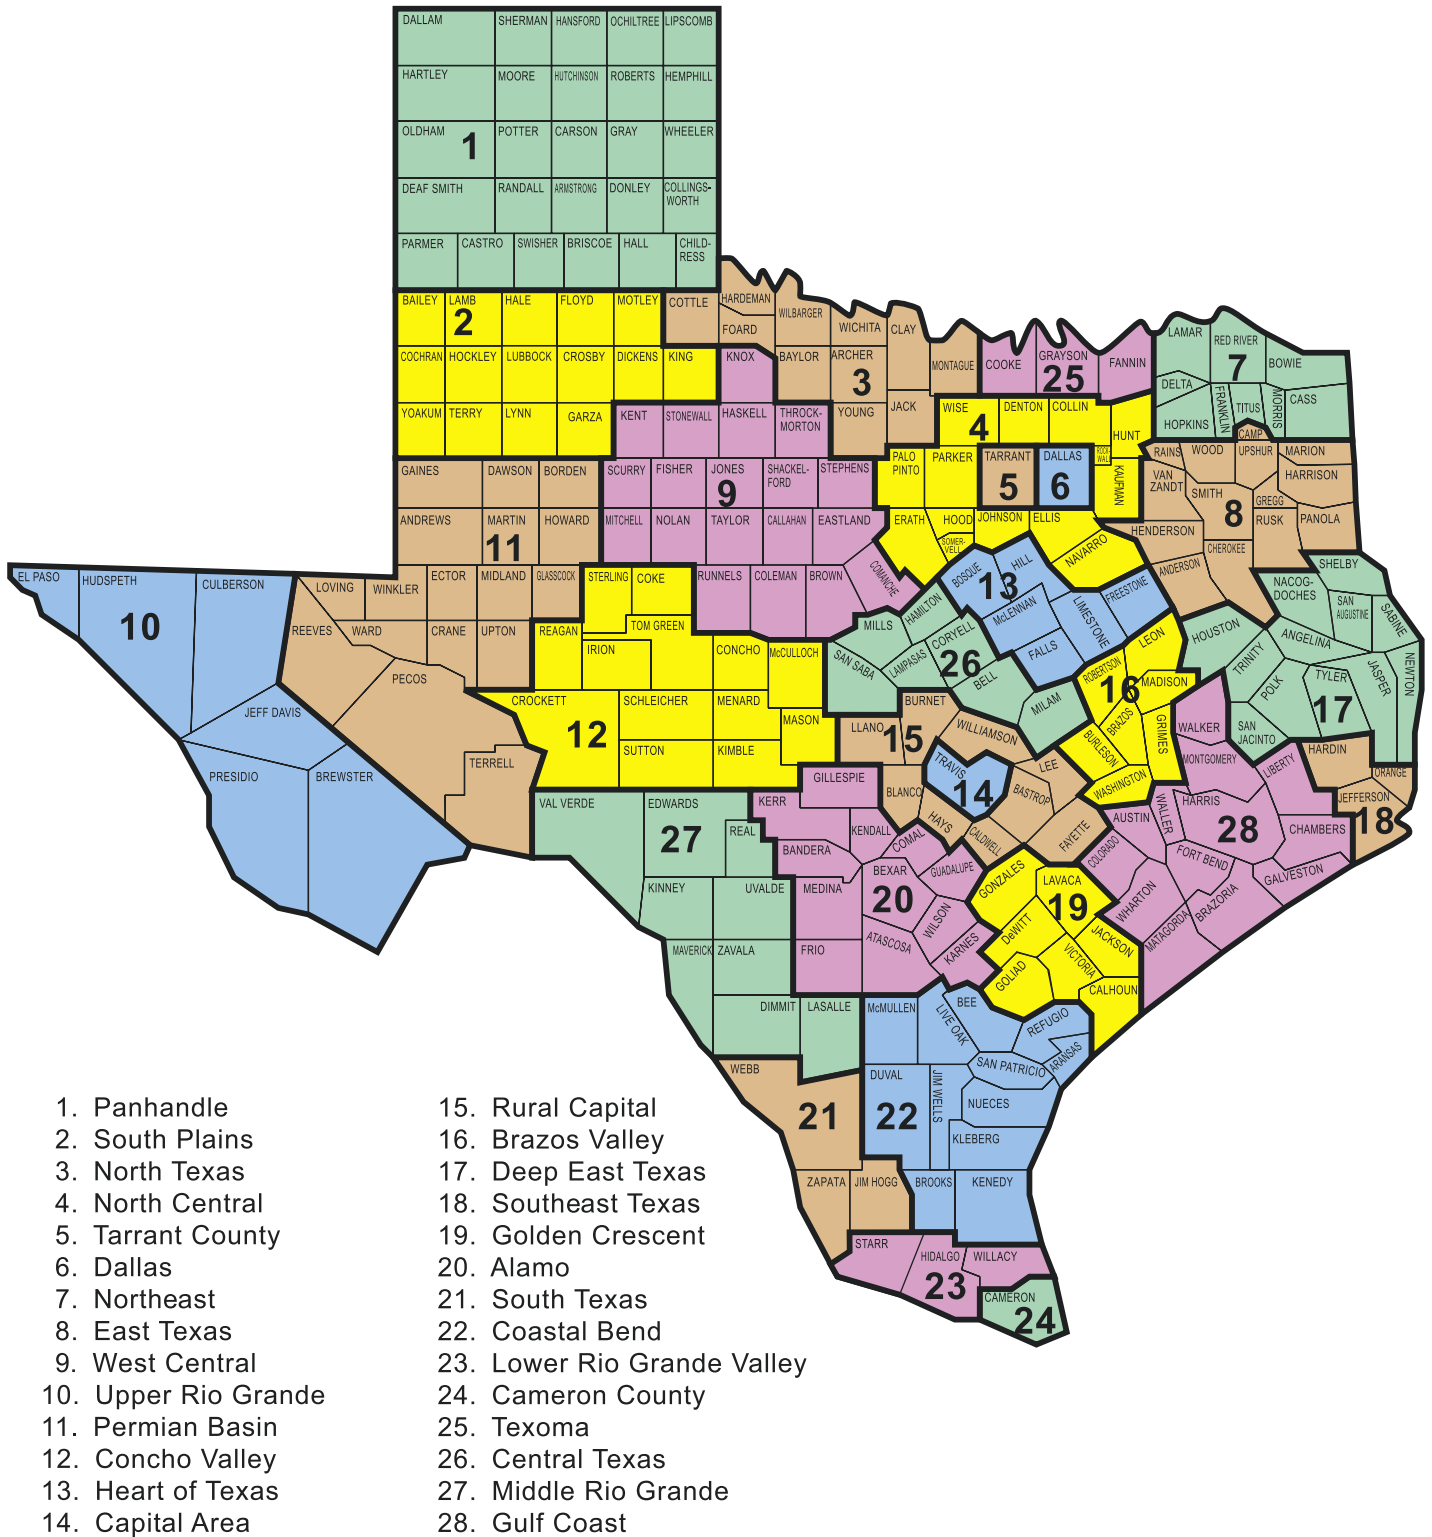 DALLAM SHERMAN HANSFORD OCHILTREE LIPSCOMB
HARTLEY MOORE HUTCHINSON ROBERTS HEMPHILL
OLDHAM 1 POTTER CARSON GRAY WHEELER
DEAF SMITH RANDALL ARMSTRONG DONLEY COLLINGS-
WORTH
PARMER CASTRO SWISHER BRISCOE HALL CHILD-
RESS
BAILEY LAMB HALE FLOYD MOTLEY COTTLE HARDEMAN
2 FOARD WILBARGER WICHITA CLAY
LAMAR RED RIVER 7 BOWIE
COCHRAN HOCKLEY LUBBOCK CROSBY DICKENS KING KNOX BAYLOR ARCHER 3 MONTAGUE COOKE GRAYSON 25 FANNIN
DELTA FRANKLIN TITUS MORRIS CASS
HOPKINS CAMP
YOAKUM TERRY LYNN GARZA KENT STONEWALL HASKELL THROCK-
MORTON YOUNG JACK WISE 4 DENTON COLLIN HUNT
GAINES DAWSON BORDEN SCURRY FISHER JONES 9 SHACKEL-
FORD STEPHENS PALO
PINTO PARKER TARRANT 5 DALLAS 6 ROCK-
WALL KAUFMAN
RAINS WOOD UPSHUR MARION
VAN
ZANDT SMITH GREGG HARRISON
8 RUSK PANOLA
ANDREWS MARTIN HOWARD MITCHELL NOLAN TAYLOR CALLAHAN EASTLAND ERATH HOOD JOHNSON ELLIS HENDERSON
11 SOMER-
VELL NAVARRO CHEROKEE ANDERSON
EL PASO HUDSPETH CULBERSON LOVING WINKLER ECTOR MIDLAND GLASSCOCK STERLING COKE RUNNELS COLEMAN BROWN COMANCHE BOSQUE 13 HILL FREESTONE SHELBY
NACOG-
DOCHES SAN
AUGUSTINE SABINE
10 REEVES WARD CRANE UPTON REAGAN TOM GREEN MILLS HAMILTON McLENNAN LIMESTONE
IRION CONCHO McCULLOCH SAN SABA LAMPASAS CORYELL 26 FALLS LEON HOUSTON ANGELINA
PECOS BELL ROBERTSON 16 MADISON TRINITY POLK TYLER JASPER NEWTON
JEFF DAVIS CROCKETT SCHLEICHER MENARD MASON BURNET MILAM BRAZOS GRIMES WALKER SAN
JACINTO 17
12 LLANO 15 WILLIAMSON BURLESON
PRESIDIO BREWSTER TERRELL SUTTON KIMBLE TRAVIS 14 LEE WASHINGTON MONTGOMERY LIBERTY HARDIN ORANGE
GILLESPIE BLANCO BASTROP JEFFERSON
18
VAL VERDE EDWARDS KERR HAYS CALDWELL FAYETTE AUSTIN WALLER HARRIS 28 CHAMBERS
27 REAL BANDERA KENDALL COMAL COLORADO FORT BEND GALVESTON
KINNEY UVALDE MEDINA BEXAR 20 GUADALUPE GONZALES LAVACA 19 WHARTON BRAZORIA
WILSON DeWITT JACKSON MATAGORDA
MAVERICK ZAVALA FRIO ATASCOSA KARNES GOLIAD VICTORIA CALHOUN
DIMMIT LASALLE McMULLEN LIVE OAK BEE REFUGIO
ARANSAS
WEBB DUVAL JIM WELLS SAN PATRICIO
21 22 NUECES
KLEBERG
ZAPATA JIM HOGG BROOKS KENEDY
STARR HIDALGO WILLACY
23 CAMERON
24
1. Panhandle
2. South Plains
3. North Texas
4. North Central
5. Tarrant County
6. Dallas
7. Northeast
8. East Texas
9. West Central
10. Upper Rio Grande
11. Permian Basin
12. Concho Valley
13. Heart of Texas
14. Capital Area
15. Rural Capital
16. Brazos Valley
17. Deep East Texas
18. Southeast Texas
19. Golden Crescent
20. Alamo
21. South Texas
22. Coastal Bend
23. Lower Rio Grande Valley
24. Cameron County
25. Texoma
26. Central Texas
27. Middle Rio Grande
28. Gulf Coast